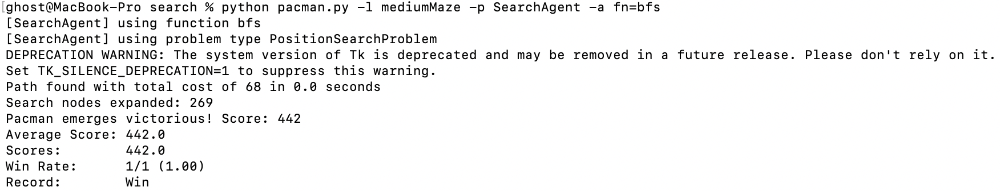 [ghost@MacBook-Pro search % python pacman.py -l mediumMaze -p SearchAgent -a fn=bfs
[SearchAgent] using function bfs
[SearchAgent] using problem type PositionSearchProblem
DEPRECATION WARNING: The system version of Tk is deprecated and may be removed in a future release. Please don't rely on it.
Set TK_SILENCE_DEPRECATION=1 to suppress this warning.
Path found with total cost of 68 in 0.0 seconds
Search nodes expanded: 269
Pacman emerges victorious! Score: 442
Average Score: 442.0
Scores:        442.0
Win Rate:      1/1 (1.00)
Record:        Win